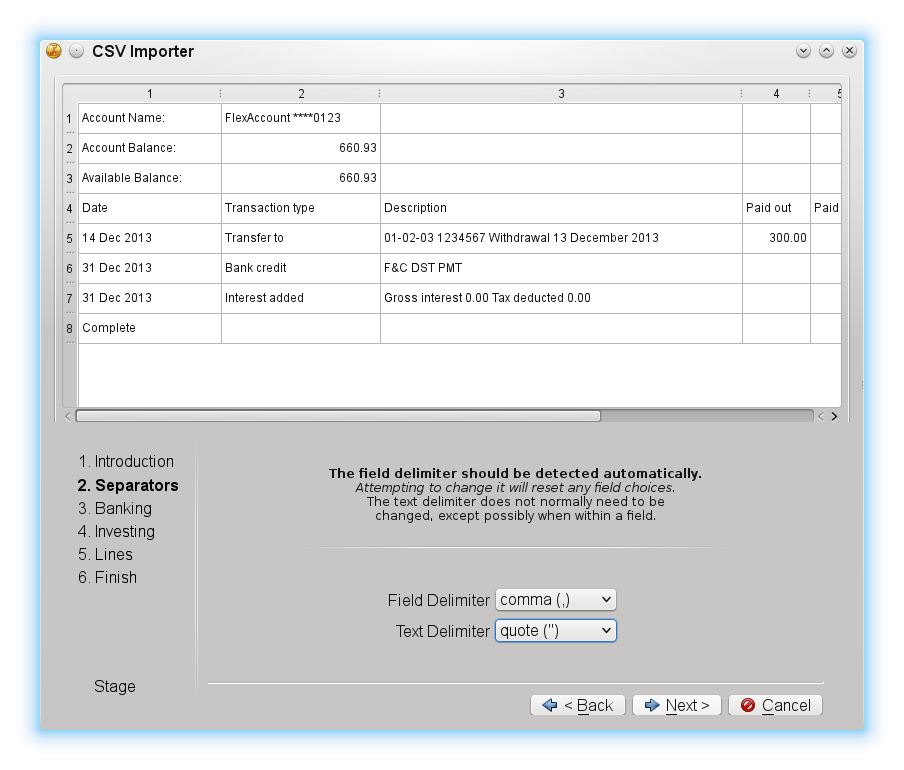 CSV Importer
1 2 3 4 5
1 Account Name: FlexAccount ****0123
2 Account Balance: 660.93
3 Available Balance: 660.93
4 Date Transaction type Description Paid out Paid
5 14 Dec 2013 Transfer to 01-02-03 1234567 Withdrawal 13 December 2013 300.00
6 31 Dec 2013 Bank credit F&C DST PMT
7 31 Dec 2013 Interest added Gross interest 0.00 Tax deducted 0.00
8 Complete
1. Introduction
2. Separators
3. Banking
4. Investing
5. Lines
6. Finish
Stage
The field delimiter should be detected automatically.
Attempting to change it will reset any field choices.
The text delimiter does not normally need to be
changed, except possibly when within a field.
Field Delimiter comma (,)
Text Delimiter quote (")
< Back Next > Cancel